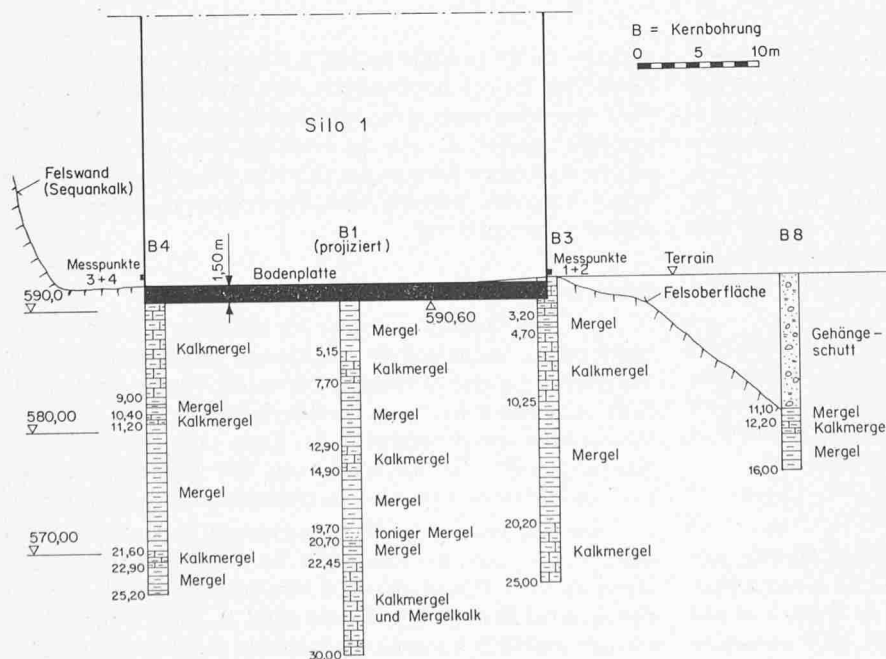 B = Kernbohrung
0 5 10m
Silo 1
Felswand
(Sequankalk)
B4
B1
(projiziert)
B3
B8
Messpunkte
3+4
1,50m
Bodenplatte
Messpunkte
1+2
Terrain
590,0
590,60
Felsoberfläche
580,00
570,00
Kalkmergel
9,00
Mergel
10,40
Kalkmergel
11,20
Mergel
21,60
Kalkmergel
22,90
Mergel
25,20
Mergel
5,15
Kalkmergel
7,70
Mergel
12,90
Kalkmergel
14,90
Mergel
19,70
toniger Mergel
20,70
Mergel
22,45
Kalkmergel
und Mergelkalk
30,00
3,20
Mergel
4,70
Kalkmergel
10,25
Mergel
20,20
Kalkmergel
25,00
Gehänge-
schutt
11,10
Mergel
12,20
Kalkmerge
Mergel
16,00